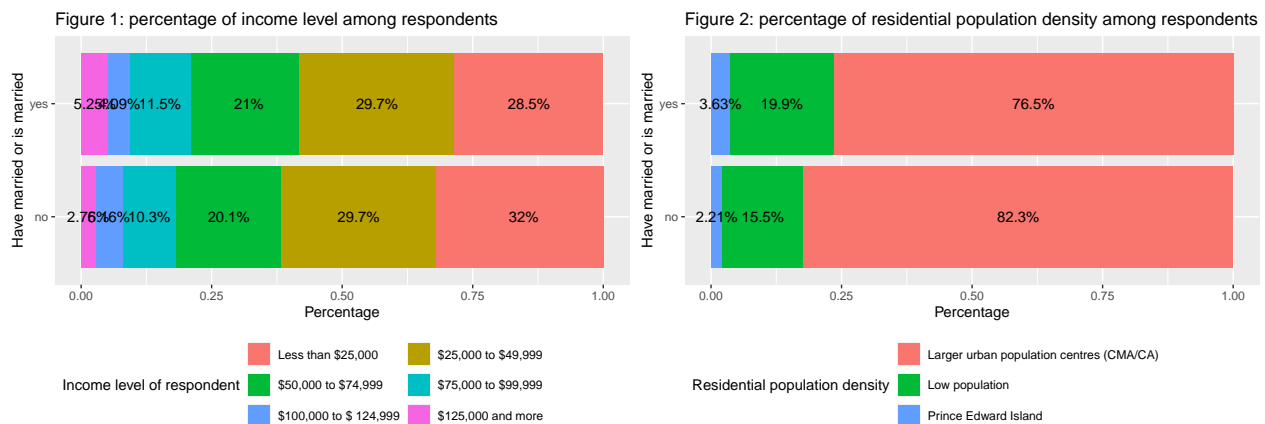 Figure 1: percentage of income level among respondents
Have married or is married
yes
5.25% 4.09% 11.5% 21% 29.7% 28.5%
no
2.76% 5.16% 10.3% 20.1% 29.7% 32%
0.00 0.25 0.50 0.75 1.00
Percentage
Income level of respondent
Less than $25,000
$25,000 to $49,999
$50,000 to $74,999
$75,000 to $99,999
$100,000 to $ 124,999
$125,000 and more
Figure 2: percentage of residential population density among respondents
Have married or is married
yes
3.63% 19.9% 76.5%
no
2.21% 15.5% 82.3%
0.00 0.25 0.50 0.75 1.00
Percentage
Residential population density
Larger urban population centres (CMA/CA)
Low population
Prince Edward Island